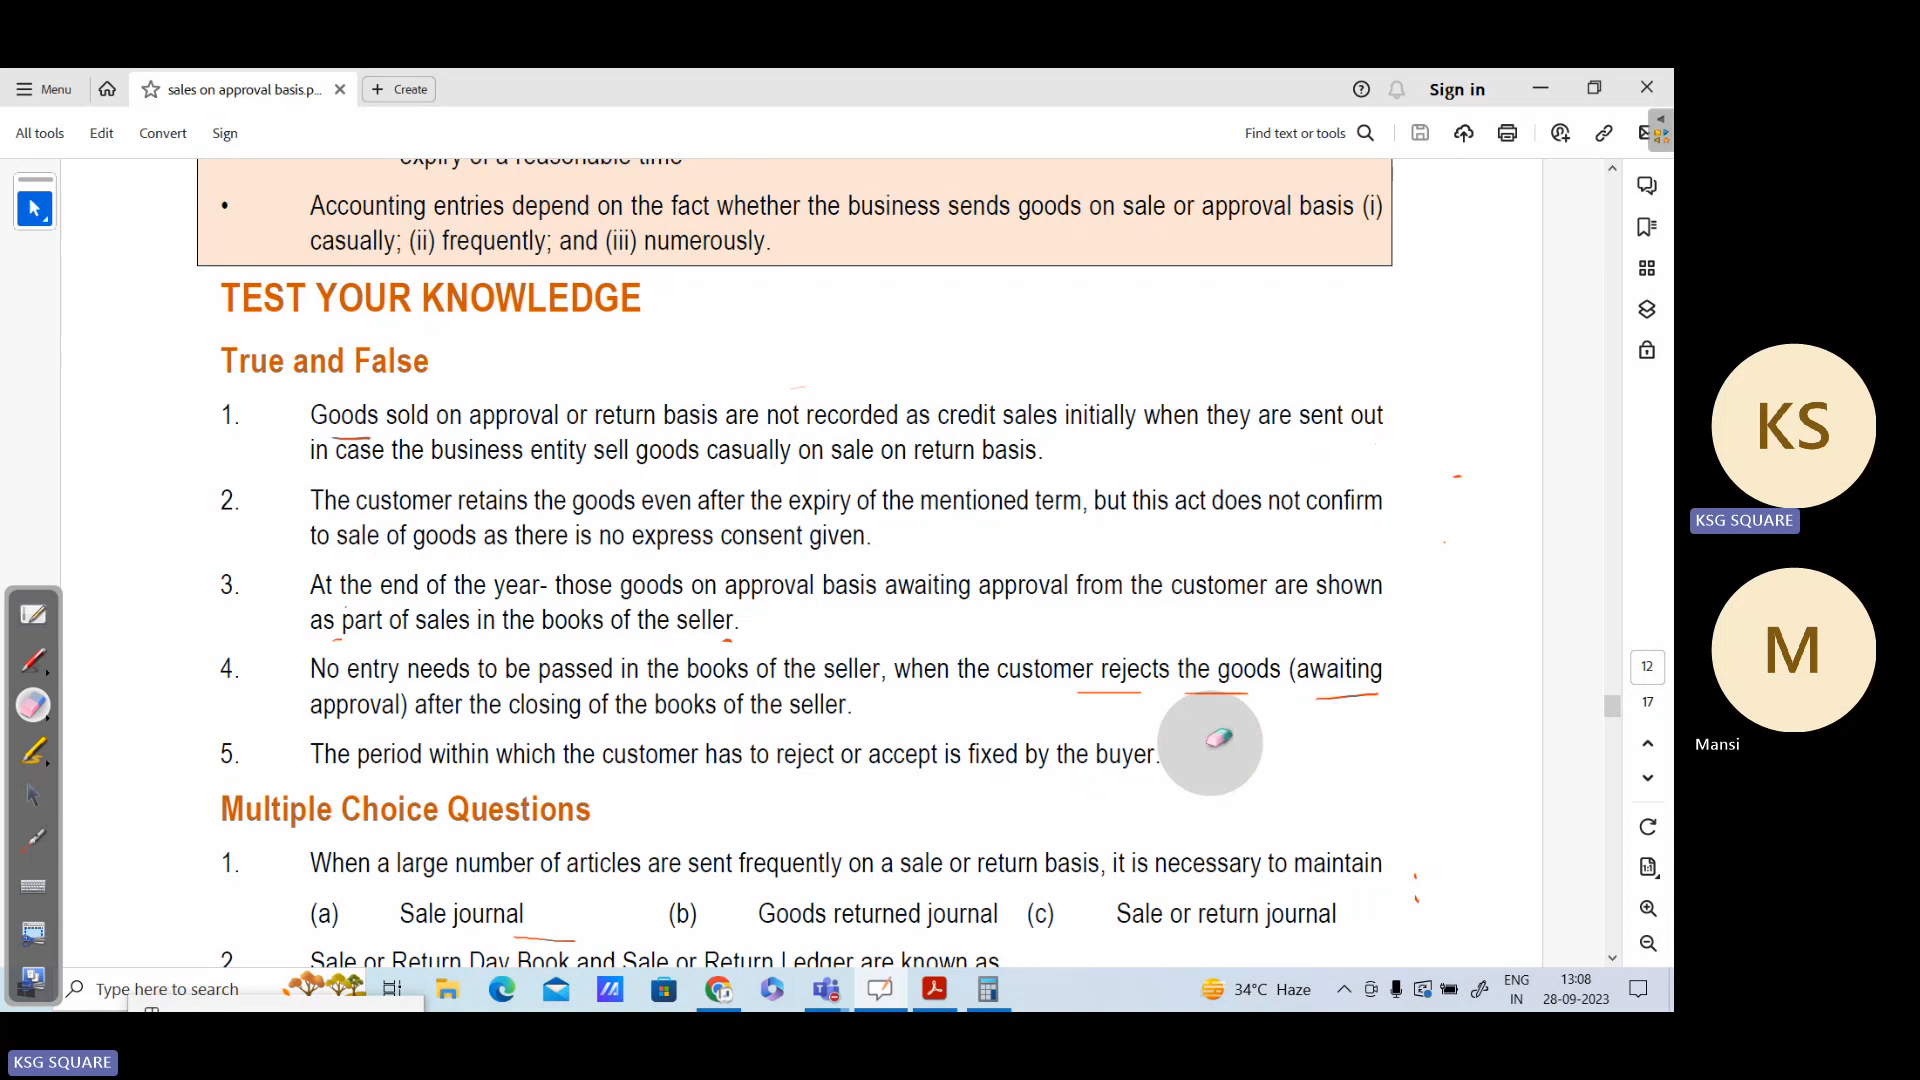 Menu
sales on approval basis.p...
Create
Sign in
All tools
Edit
Convert
Sign
Find text or tools
expiry of a reasonable time
• Accounting entries depend on the fact whether the business sends goods on sale or approval basis (i)
casually; (ii) frequently; and (iii) numerously.
TEST YOUR KNOWLEDGE
True and False
1. Goods sold on approval or return basis are not recorded as credit sales initially when they are sent out
in case the business entity sell goods casually on sale on return basis.
2. The customer retains the goods even after the expiry of the mentioned term, but this act does not confirm
to sale of goods as there is no express consent given.
3. At the end of the year- those goods on approval basis awaiting approval from the customer are shown
as part of sales in the books of the seller.
4. No entry needs to be passed in the books of the seller, when the customer rejects the goods (awaiting
approval) after the closing of the books of the seller.
5. The period within which the customer has to reject or accept is fixed by the buyer.
Multiple Choice Questions
1. When a large number of articles are sent frequently on a sale or return basis, it is necessary to maintain
(a) Sale journal (b) Goods returned journal (c) Sale or return journal
2. Sale or Return Day Book and Sale or Return Ledger are known as
12
17
KS
KSG SQUARE
M
Mansi
Type here to search
34°C Haze
ENG
IN
13:08
28-09-2023
KSG SQUARE